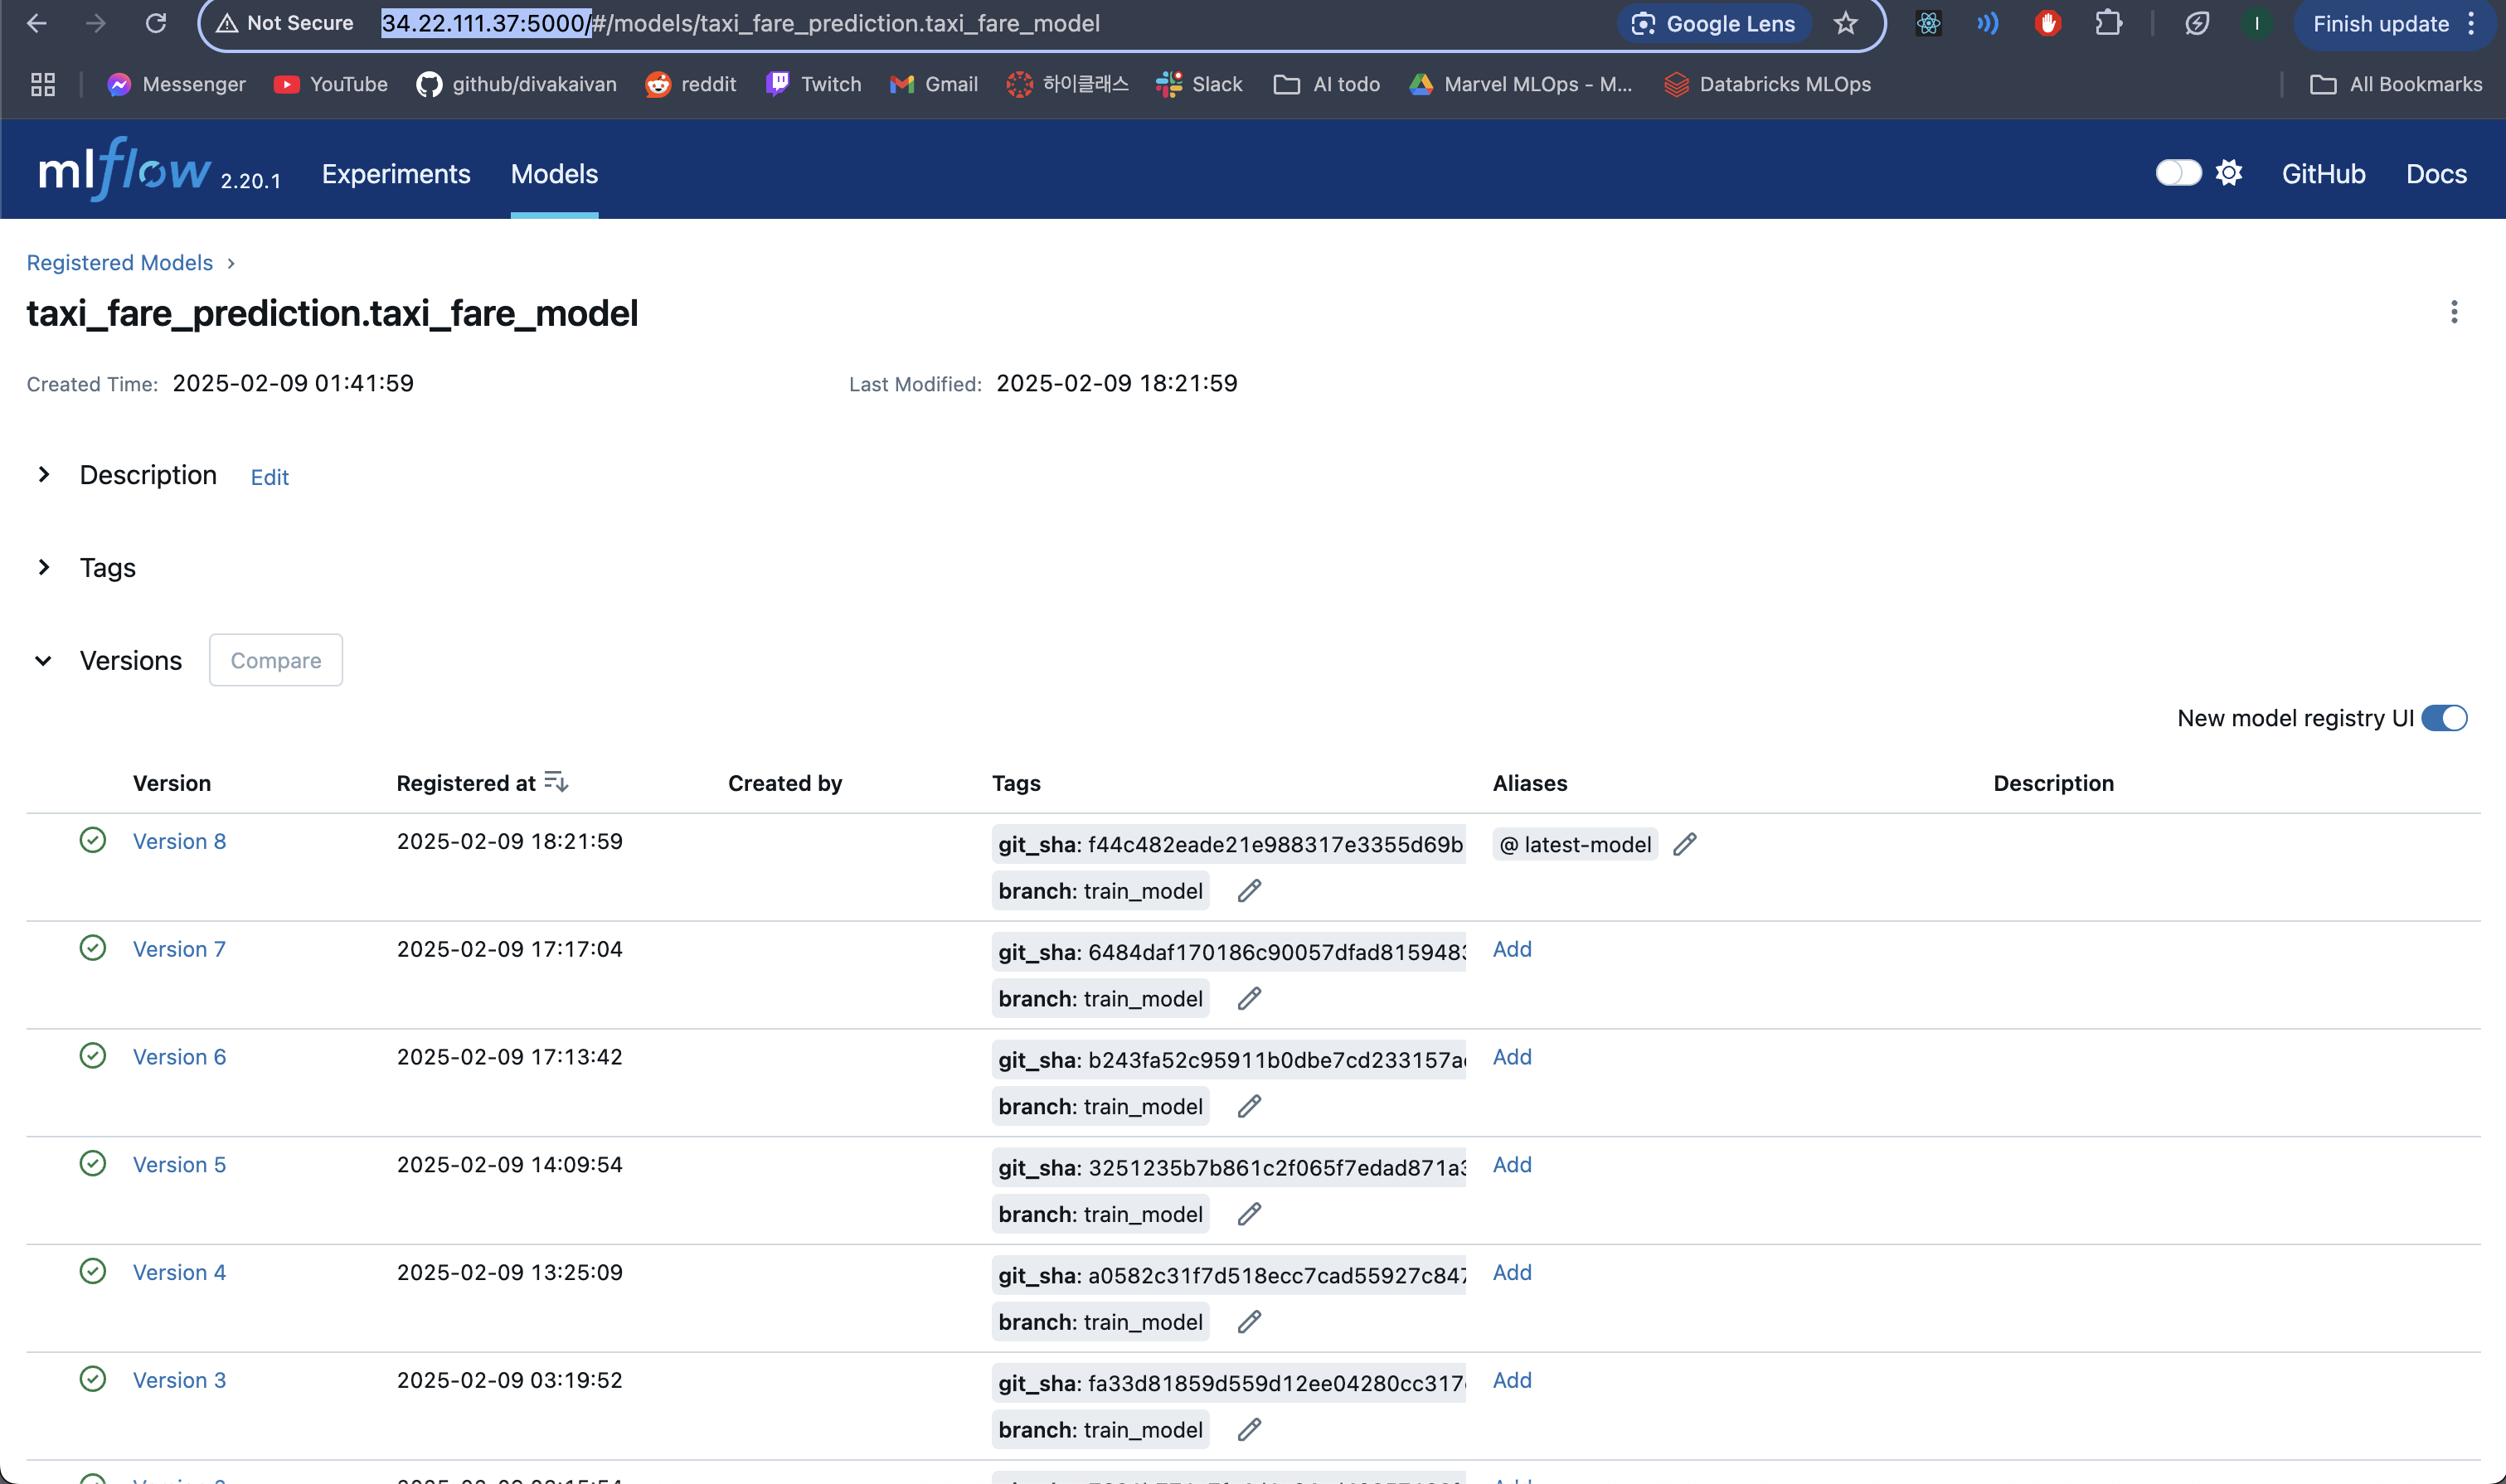 Not Secure 34.22.111.37:5000/#/models/taxi_fare_prediction.taxi_fare_model Google Lens I Finish update
Messenger YouTube github/divakaivan reddit Twitch Gmail 하이클래스 Slack AI todo Marvel MLOps - M... Databricks MLOps All Bookmarks
mlflow 2.20.1 Experiments Models GitHub Docs
Registered Models
taxi_fare_prediction.taxi_fare_model
Created Time: 2025-02-09 01:41:59 Last Modified: 2025-02-09 18:21:59
Description Edit
Tags
Versions Compare
New model registry UI
Version Registered at Created by Tags Aliases Description
Version 8 2025-02-09 18:21:59 git_sha: f44c482eade21e988317e3355d69b @ latest-model
branch: train_model
Version 7 2025-02-09 17:17:04 git_sha: 6484daf170186c90057dfad8159483 Add
branch: train_model
Version 6 2025-02-09 17:13:42 git_sha: b243fa52c95911b0dbe7cd233157a Add
branch: train_model
Version 5 2025-02-09 14:09:54 git_sha: 3251235b7b861c2f065f7edad871a3 Add
branch: train_model
Version 4 2025-02-09 13:25:09 git_sha: a0582c31f7d518ecc7cad55927c847 Add
branch: train_model
Version 3 2025-02-09 03:19:52 git_sha: fa33d81859d559d12ee04280cc317 Add
branch: train_model